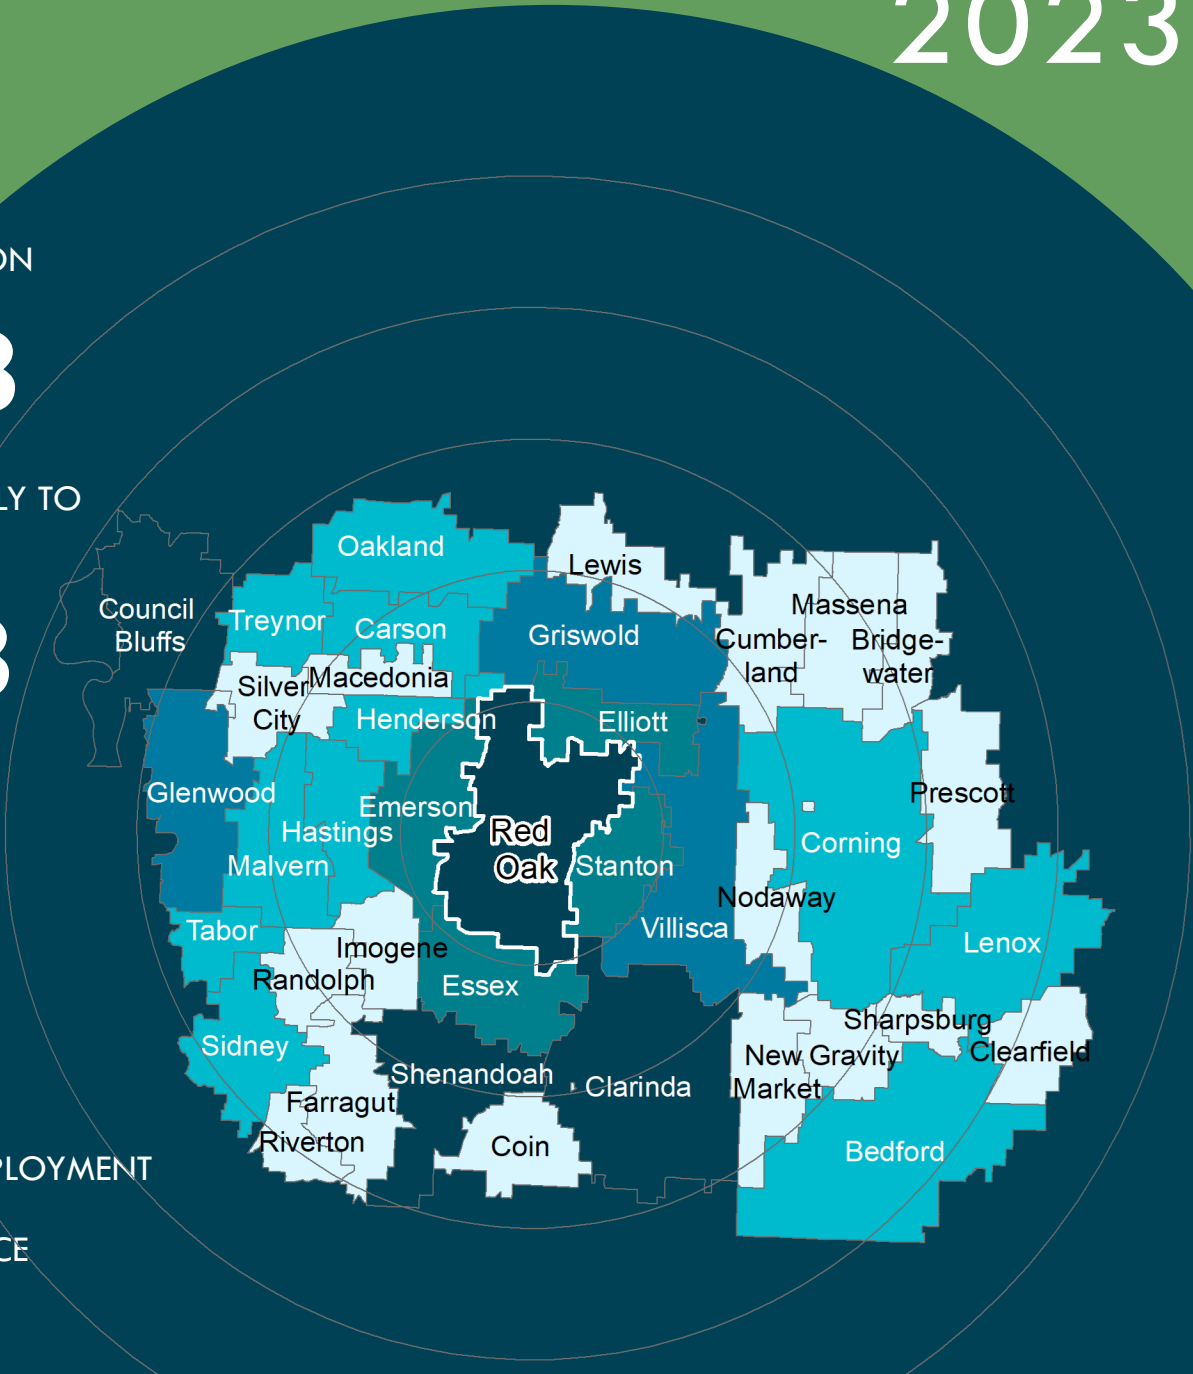 2023
ON
LY TO
PLOYMENT
CE
Oakland
Lewis
Council
Bluffs
Treynor
Carson
Griswold
Massena
Cumber-
land
Bridge-
water
Silver
City
Macedonia
Henderson
Elliott
Glenwood
Emerson
Hastings
Malvern
Red
Oak
Stanton
Corning
Prescott
Nodaway
Villisca
Lenox
Tabor
Imogene
Randolph
Essex
Sidney
Shenandoah
Clarinda
Sharpsburg
New
Market
Gravity
Clearfield
Farragut
Riverton
Coin
Bedford